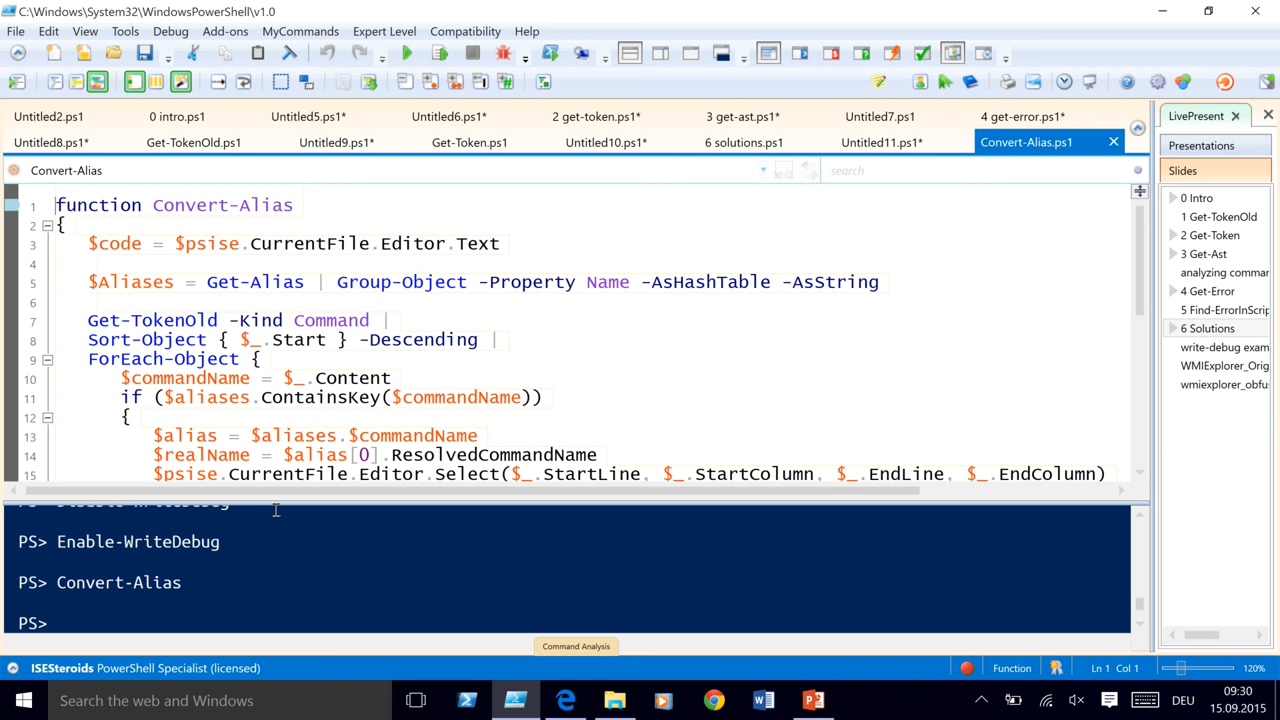 C:\Windows\System32\WindowsPowerShell\v1.0
File Edit View Tools Debug Add-ons MyCommands Expert Level Compatibility Help
Untitled2.ps1 0 intro.ps1 Untitled5.ps1* Untitled6.ps1* 2 get-token.ps1* 3 get-ast.ps1* Untitled7.ps1 4 get-error.ps1*
Untitled8.ps1* Get-TokenOld.ps1 Untitled9.ps1* Get-Token.ps1 Untitled10.ps1* 6 solutions.ps1 Untitled11.ps1* Convert-Alias.ps1
Convert-Alias search
1 function Convert-Alias
2 {
3 $code = $psise.CurrentFile.Editor.Text
4
5 $Aliases = Get-Alias | Group-Object -Property Name -AsHashTable -AsString
6
7 Get-TokenOld -Kind Command |
8 Sort-Object { $_.Start } -Descending |
9 ForEach-Object {
10 $commandName = $_.Content
11 if ($aliases.ContainsKey($commandName))
12 {
13 $alias = $aliases.$commandName
14 $realName = $alias[0].ResolvedCommandName
15 $psise.CurrentFile.Editor.Select($_.StartLine, $_.StartColumn, $_.EndLine, $_.EndColumn)
PS> Enable-WriteDebug
PS> Convert-Alias
PS>
Command Analysis
LivePresent
Presentations
Slides
0 Intro
1 Get-TokenOld
2 Get-Token
3 Get-Ast
analyzing comma
4 Get-Error
5 Find-ErrorInScrip
6 Solutions
write-debug exam
WMIExplorer_Orig
wmiexplorer_obfu
ISESteroids PowerShell Specialist (licensed) Function Ln 1 Col 1 120%
Search the web and Windows DEU 09:30
15.09.2015